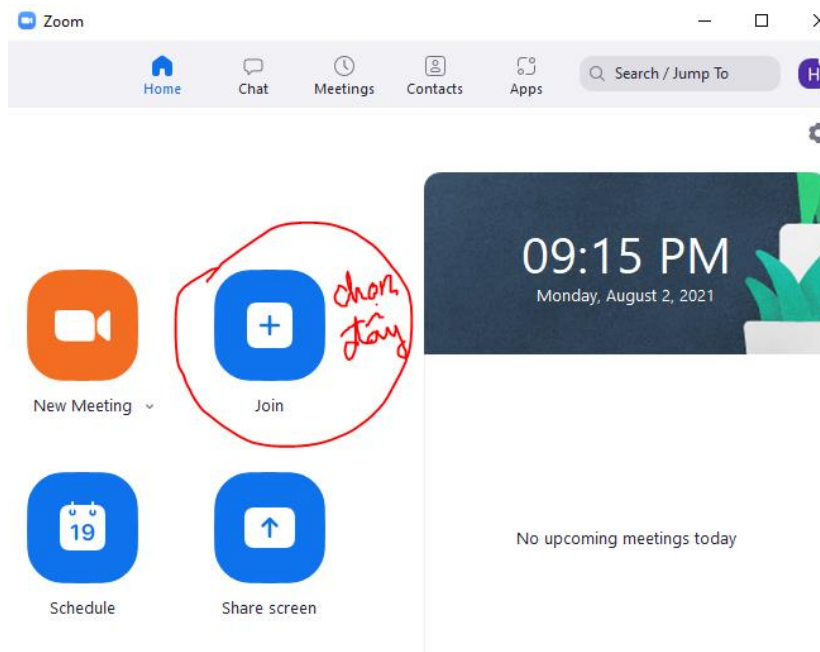 Zoom
Home
Chat
Meetings
Contacts
Apps
Search / Jump To
H
09:15 PM
Monday, August 2, 2021
chọn
đây
New Meeting
Join
19
Schedule
Share screen
No upcoming meetings today